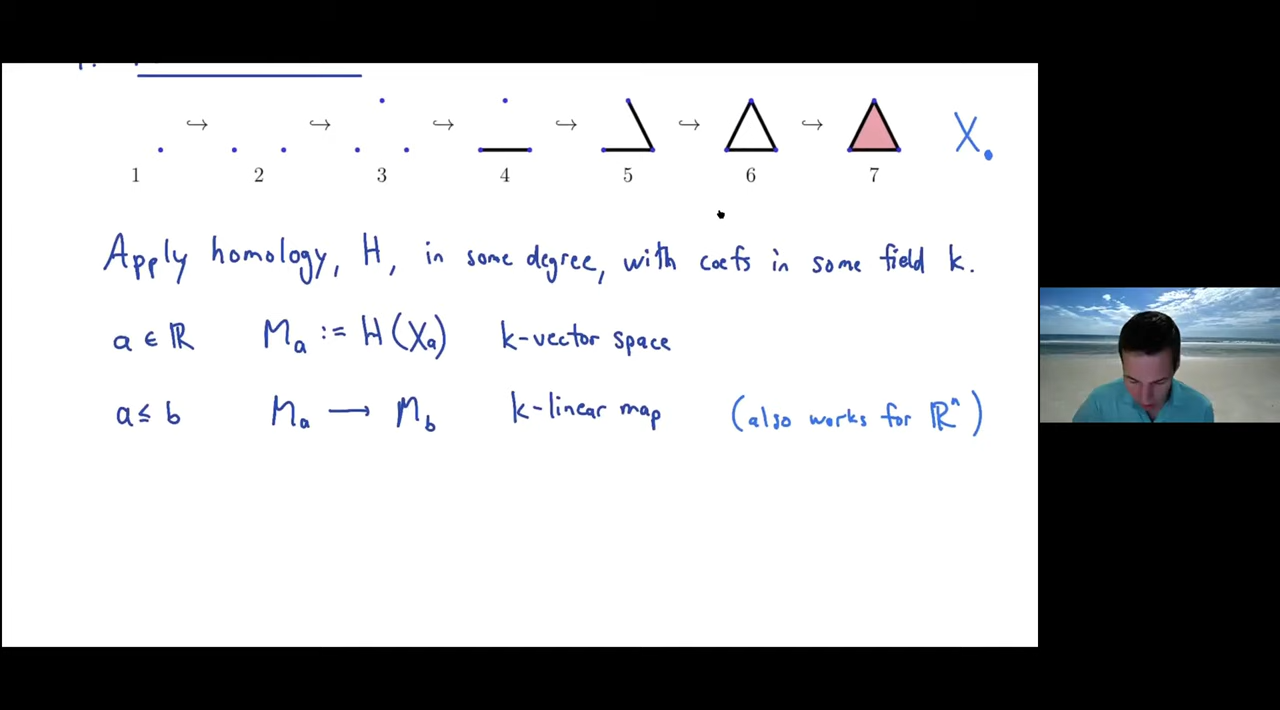 ↪ ↪ ↪ ↪ ↪ ↪ X.
1 2 3 4 5 6 7
Apply homology, H, in some degree, with coefs in some field k.
a ∈ ℝ Mₐ := H(Xₐ) k-vector space
a ≤ b Mₐ ⟶ M_b k-linear map (also works for ℝⁿ)